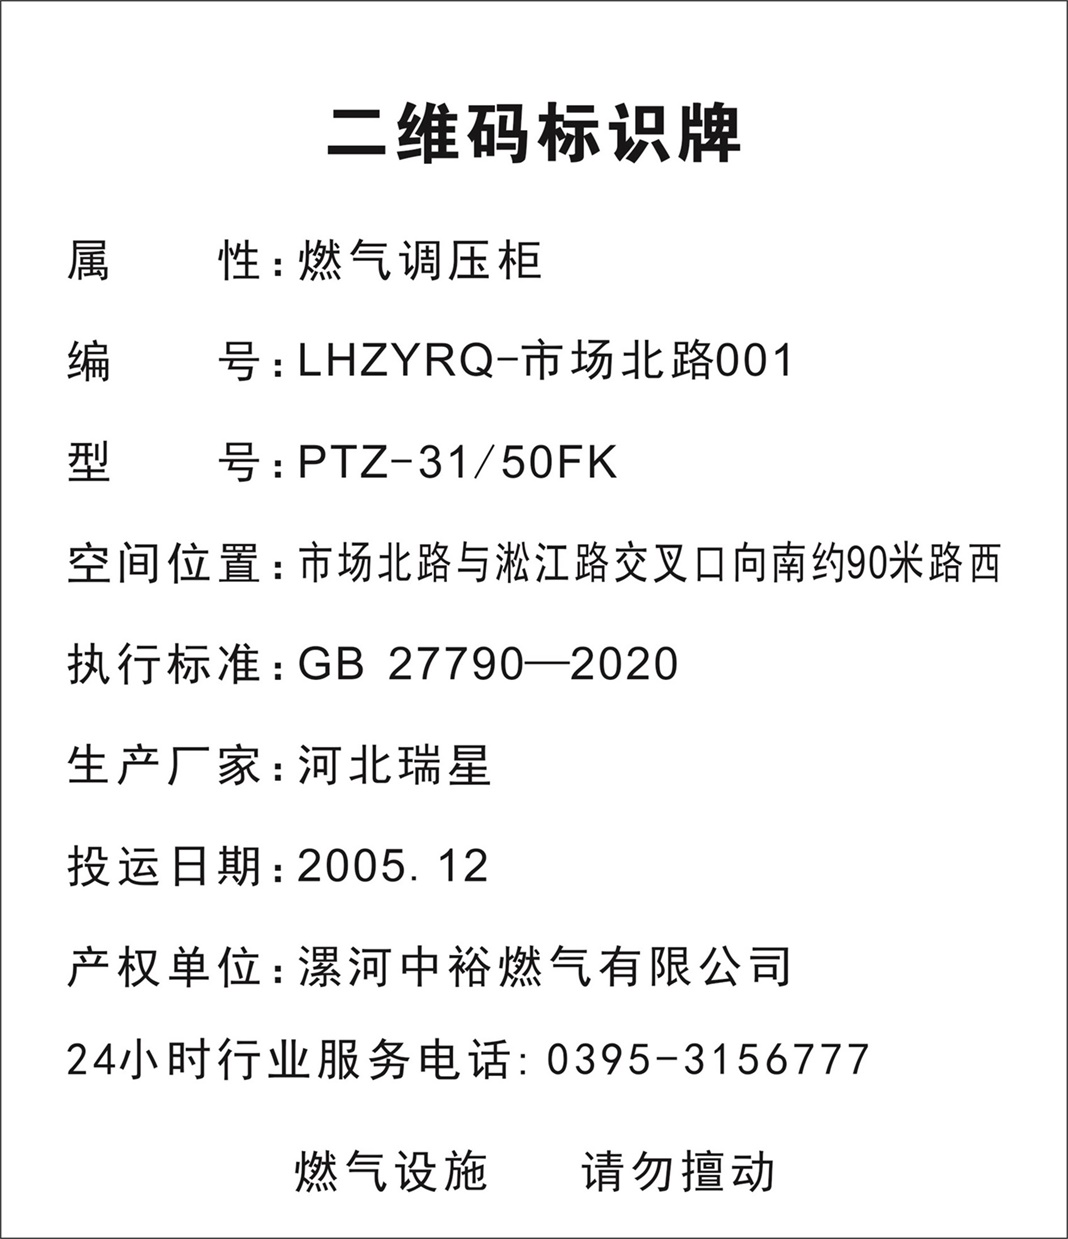 二维码标识牌
属性:燃气调压柜
编号:LHZYRQ-市场北路001
型号:PTZ-31/50FK
空间位置:市场北路与淞江路交叉口向南约90米路西
执行标准:GB 27790—2020
生产厂家:河北瑞星
投运日期:2005.12
产权单位:漯河中裕燃气有限公司
24小时行业服务电话:0395-3156777
燃气设施 请勿擅动